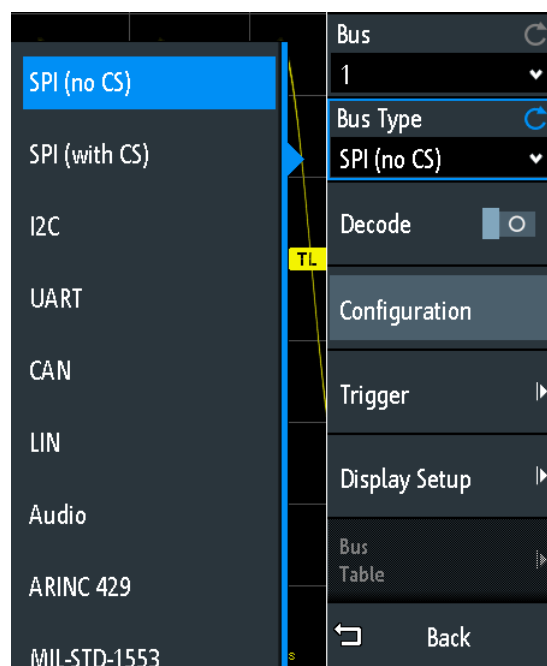 SPI (no CS)
SPI (with CS)
I2C
UART
CAN
LIN
Audio
ARINC 429
MIL-STD-1553
TL
s
Bus
1
Bus Type
SPI (no CS)
Decode
Configuration
Trigger
Display Setup
Bus
Table
Back